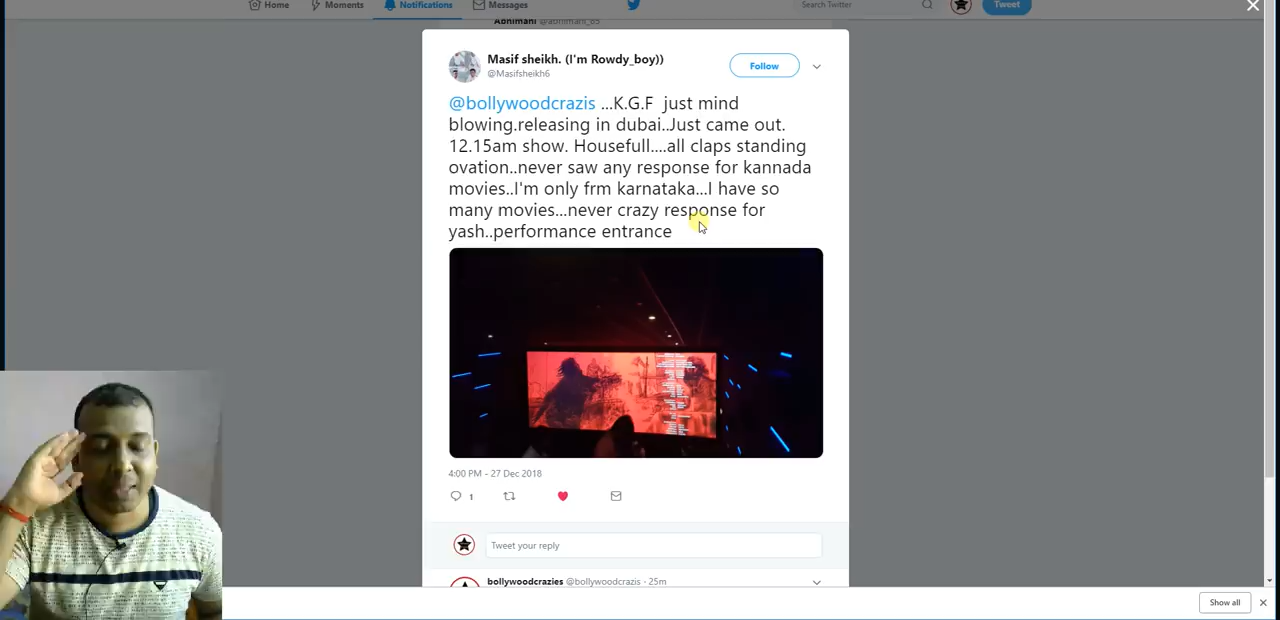 Home
Moments
Notifications
Messages
Search Twitter
Tweet
Abhimani @abhimani_65
Masif sheikh. (I'm Rowdy_boy))
@Masifsheikh6
Follow
@bollywoodcrazis ...K.G.F just mind
blowing.releasing in dubai..Just came out.
12.15am show. Housefull....all claps standing
ovation..never saw any response for kannada
movies..I'm only frm karnataka...I have so
many movies...never crazy response for
yash..performance entrance
4:00 PM - 27 Dec 2018
1
Tweet your reply
bollywoodcrazies @bollywoodcrazis · 25m
Show all